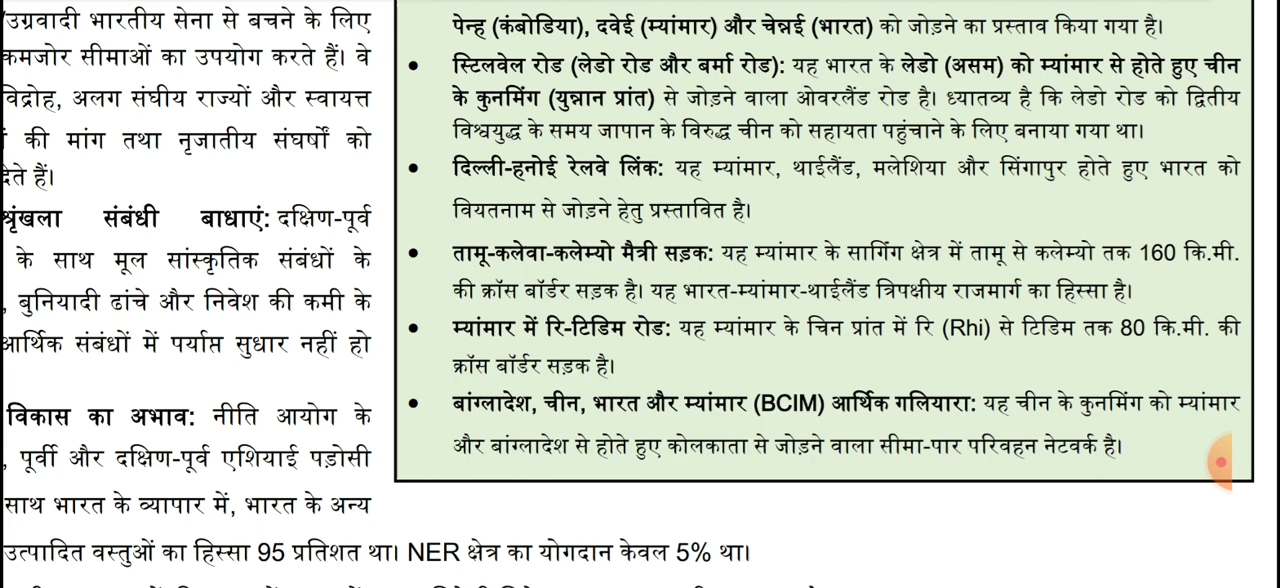 उग्रवादी भारतीय सेना से बचने के लिए
कमजोर सीमाओं का उपयोग करते हैं। वे
विद्रोह, अलग संघीय राज्यों और स्वायत्त
की मांग तथा नृजातीय संघर्षों को
देते हैं।
श्रृंखला संबंधी बाधाएं: दक्षिण-पूर्व
के साथ मूल सांस्कृतिक संबंधों के
, बुनियादी ढांचे और निवेश की कमी के
आर्थिक संबंधों में पर्याप्त सुधार नहीं हो
विकास का अभाव: नीति आयोग के
, पूर्वी और दक्षिण-पूर्व एशियाई पड़ोसी
साथ भारत के व्यापार में, भारत के अन्य
उत्पादित वस्तुओं का हिस्सा 95 प्रतिशत था। NER क्षेत्र का योगदान केवल 5% था।
पेन्ह (कंबोडिया), दवेई (म्यांमार) और चेन्नई (भारत) को जोड़ने का प्रस्ताव किया गया है।
• स्टिलवेल रोड (लेडो रोड और बर्मा रोड): यह भारत के लेडो (असम) को म्यांमार से होते हुए चीन
के कुनमिंग (युन्नान प्रांत) से जोड़ने वाला ओवरलैंड रोड है। ध्यातव्य है कि लेडो रोड को द्वितीय
विश्वयुद्ध के समय जापान के विरुद्ध चीन को सहायता पहुंचाने के लिए बनाया गया था।
• दिल्ली-हनोई रेलवे लिंक: यह म्यांमार, थाईलैंड, मलेशिया और सिंगापुर होते हुए भारत को
वियतनाम से जोड़ने हेतु प्रस्तावित है।
• तामू-कलेवा-कलेम्यो मैत्री सड़क: यह म्यांमार के सागिंग क्षेत्र में तामू से कलेम्यो तक 160 कि.मी.
की क्रॉस बॉर्डर सड़क है। यह भारत-म्यांमार-थाईलैंड त्रिपक्षीय राजमार्ग का हिस्सा है।
• म्यांमार में रि-टिडिम रोड: यह म्यांमार के चिन प्रांत में रि (Rhi) से टिडिम तक 80 कि.मी. की
क्रॉस बॉर्डर सड़क है।
• बांग्लादेश, चीन, भारत और म्यांमार (BCIM) आर्थिक गलियारा: यह चीन के कुनमिंग को म्यांमार
और बांग्लादेश से होते हुए कोलकाता से जोड़ने वाला सीमा-पार परिवहन नेटवर्क है।